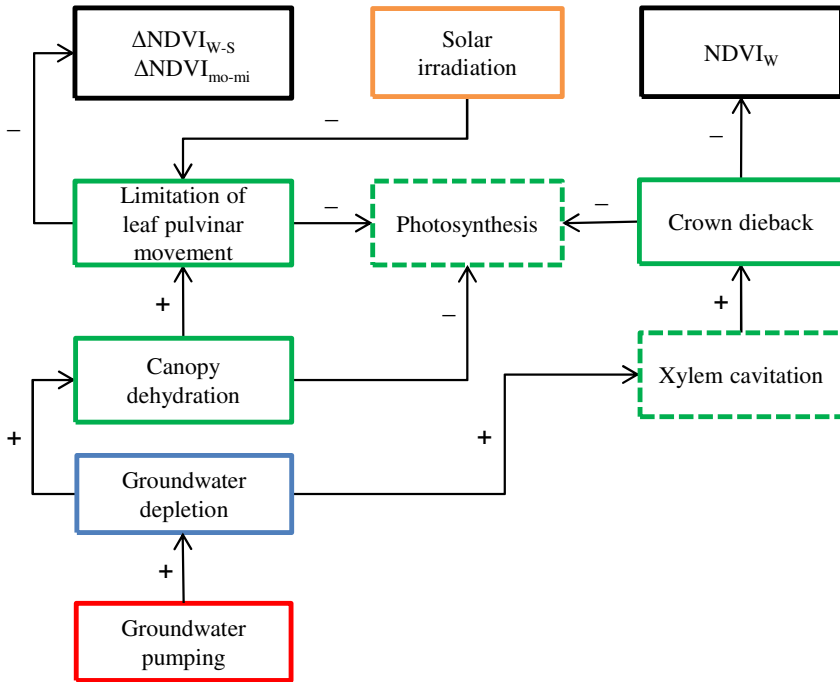 ΔNDVIW-S
ΔNDVImo-mi
Solar
irradiation
NDVIW
–
–
–
Limitation of
leaf pulvinar
movement
–
Photosynthesis
–
Crown dieback
+
–
+
Canopy
dehydration
Xylem cavitation
+
+
Groundwater
depletion
+
Groundwater
pumping